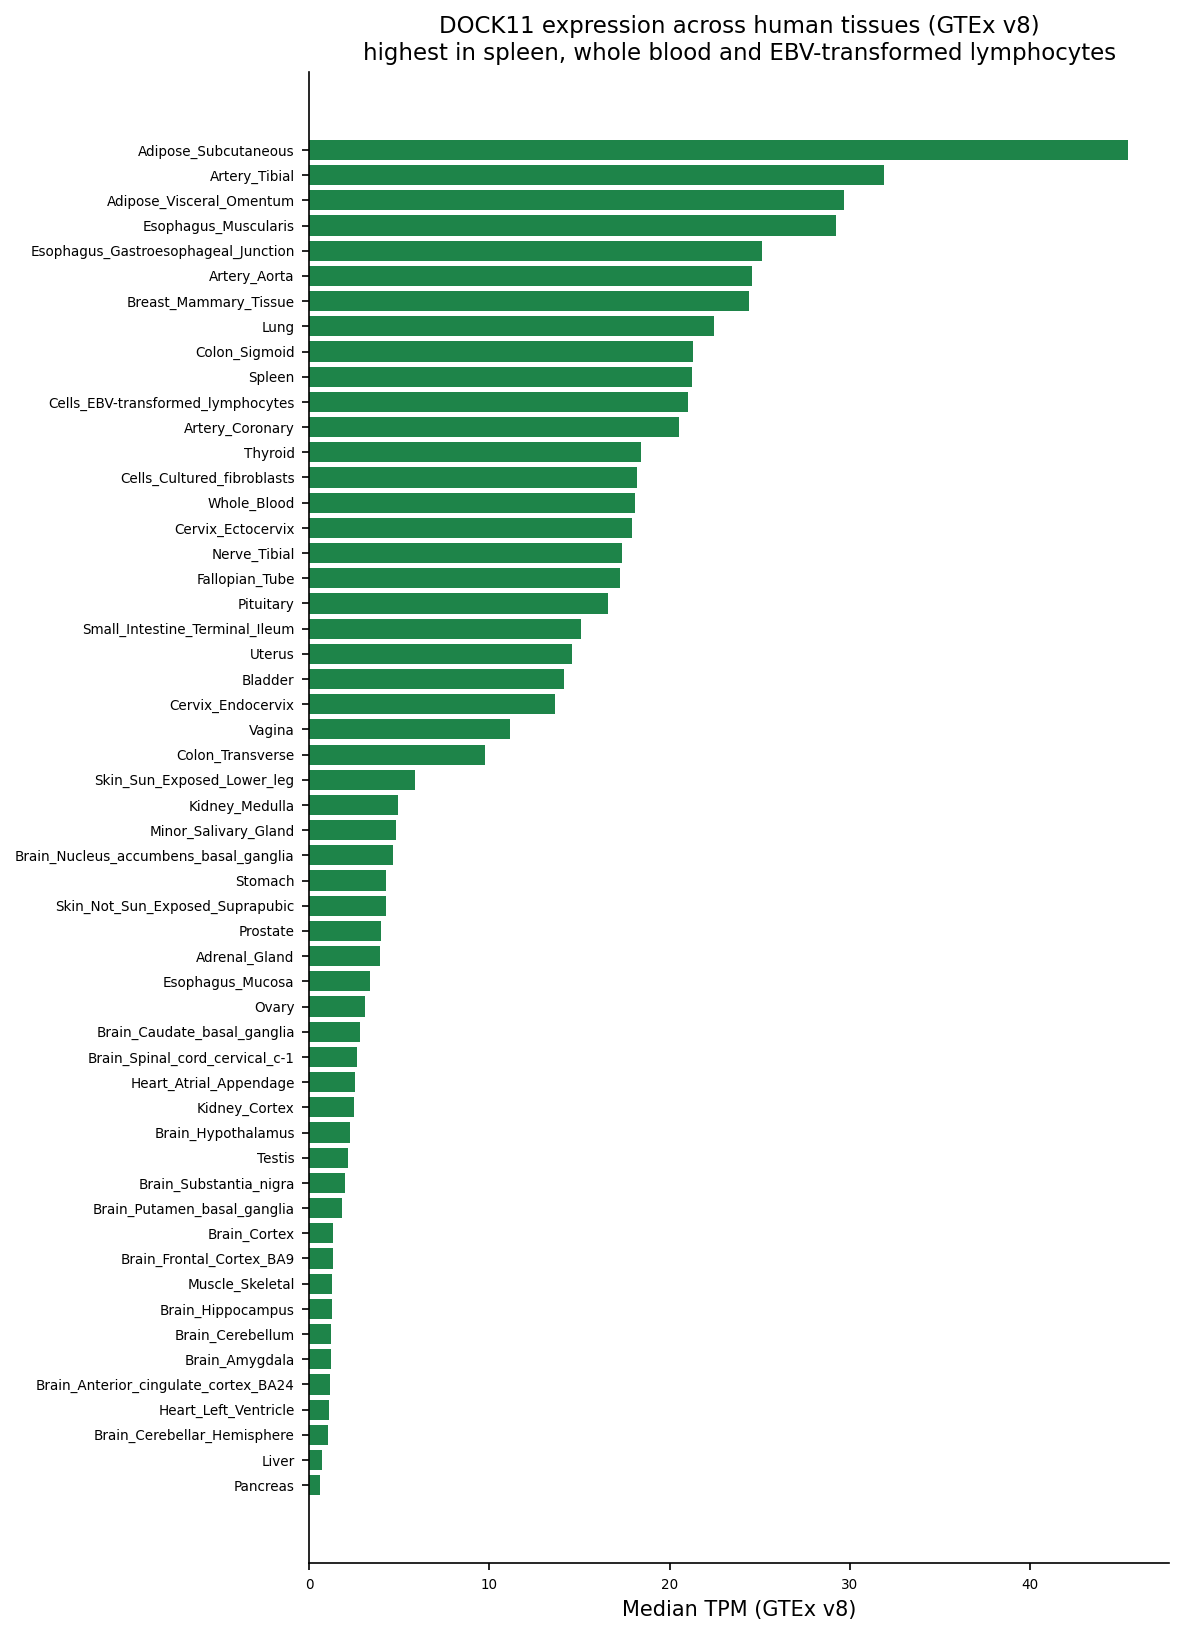 DOCK11 expression across human tissues (GTEx v8)
highest in spleen, whole blood and EBV-transformed lymphocytes
Adipose_Subcutaneous
Artery_Tibial
Adipose_Visceral_Omentum
Esophagus_Muscularis
Esophagus_Gastroesophageal_Junction
Artery_Aorta
Breast_Mammary_Tissue
Lung
Colon_Sigmoid
Spleen
Cells_EBV-transformed_lymphocytes
Artery_Coronary
Thyroid
Cells_Cultured_fibroblasts
Whole_Blood
Cervix_Ectocervix
Nerve_Tibial
Fallopian_Tube
Pituitary
Small_Intestine_Terminal_Ileum
Uterus
Bladder
Cervix_Endocervix
Vagina
Colon_Transverse
Skin_Sun_Exposed_Lower_leg
Kidney_Medulla
Minor_Salivary_Gland
Brain_Nucleus_accumbens_basal_ganglia
Stomach
Skin_Not_Sun_Exposed_Suprapubic
Prostate
Adrenal_Gland
Esophagus_Mucosa
Ovary
Brain_Caudate_basal_ganglia
Brain_Spinal_cord_cervical_c-1
Heart_Atrial_Appendage
Kidney_Cortex
Brain_Hypothalamus
Testis
Brain_Substantia_nigra
Brain_Putamen_basal_ganglia
Brain_Cortex
Brain_Frontal_Cortex_BA9
Muscle_Skeletal
Brain_Hippocampus
Brain_Cerebellum
Brain_Amygdala
Brain_Anterior_cingulate_cortex_BA24
Heart_Left_Ventricle
Brain_Cerebellar_Hemisphere
Liver
Pancreas
0 10 20 30 40
Median TPM (GTEx v8)